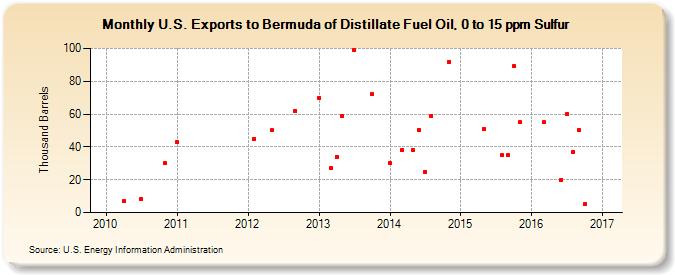 Monthly U.S. Exports to Bermuda of Distillate Fuel Oil, 0 to 15 ppm Sulfur
Thousand Barrels
100
80
60
40
20
0
2010 2011 2012 2013 2014 2015 2016 2017
Source: U.S. Energy Information Administration